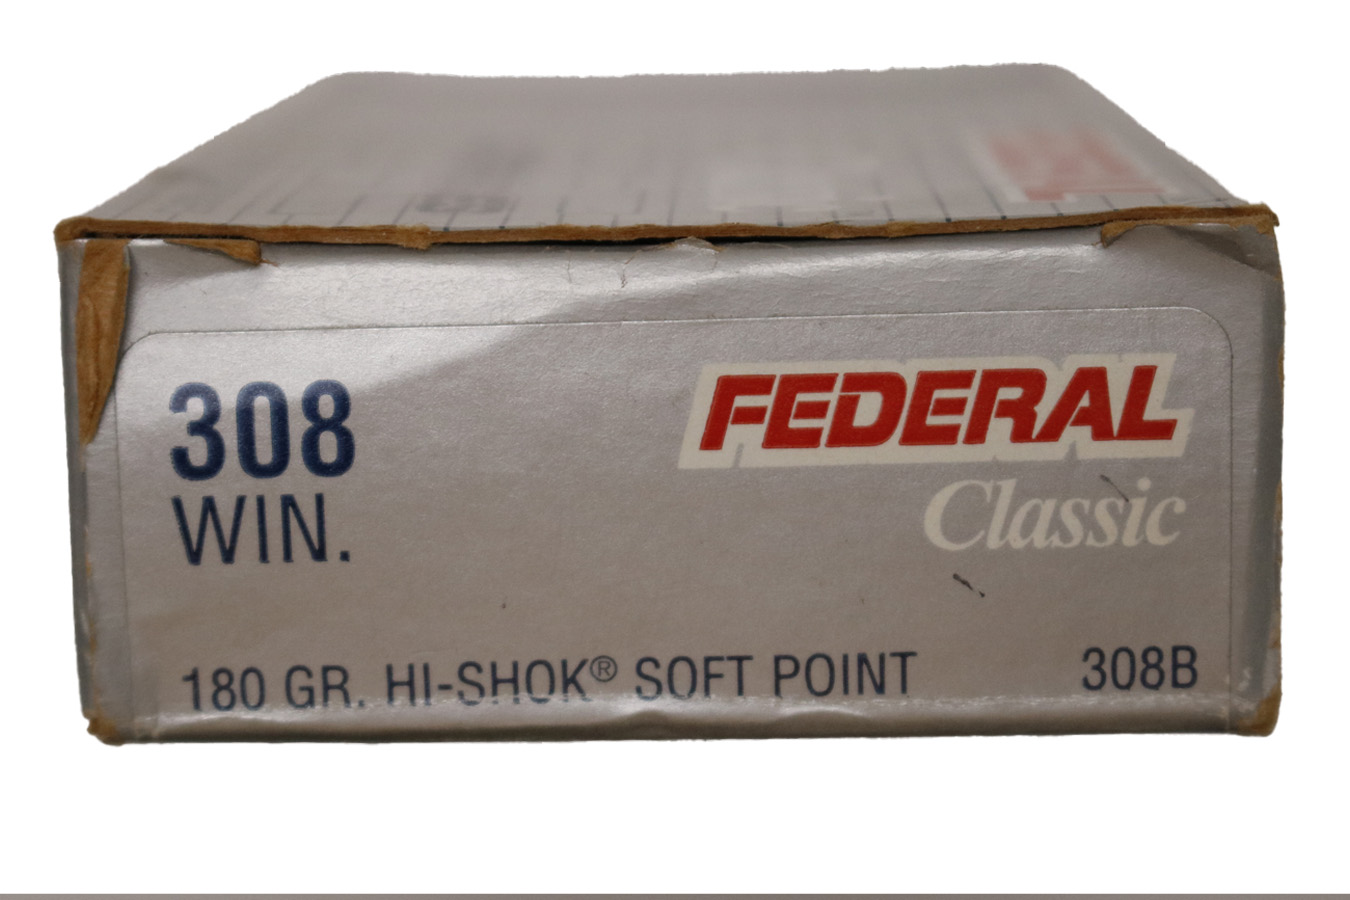 308
WIN.
FEDERAL
Classic
180 GR. HI-SHOK® SOFT POINT
308B